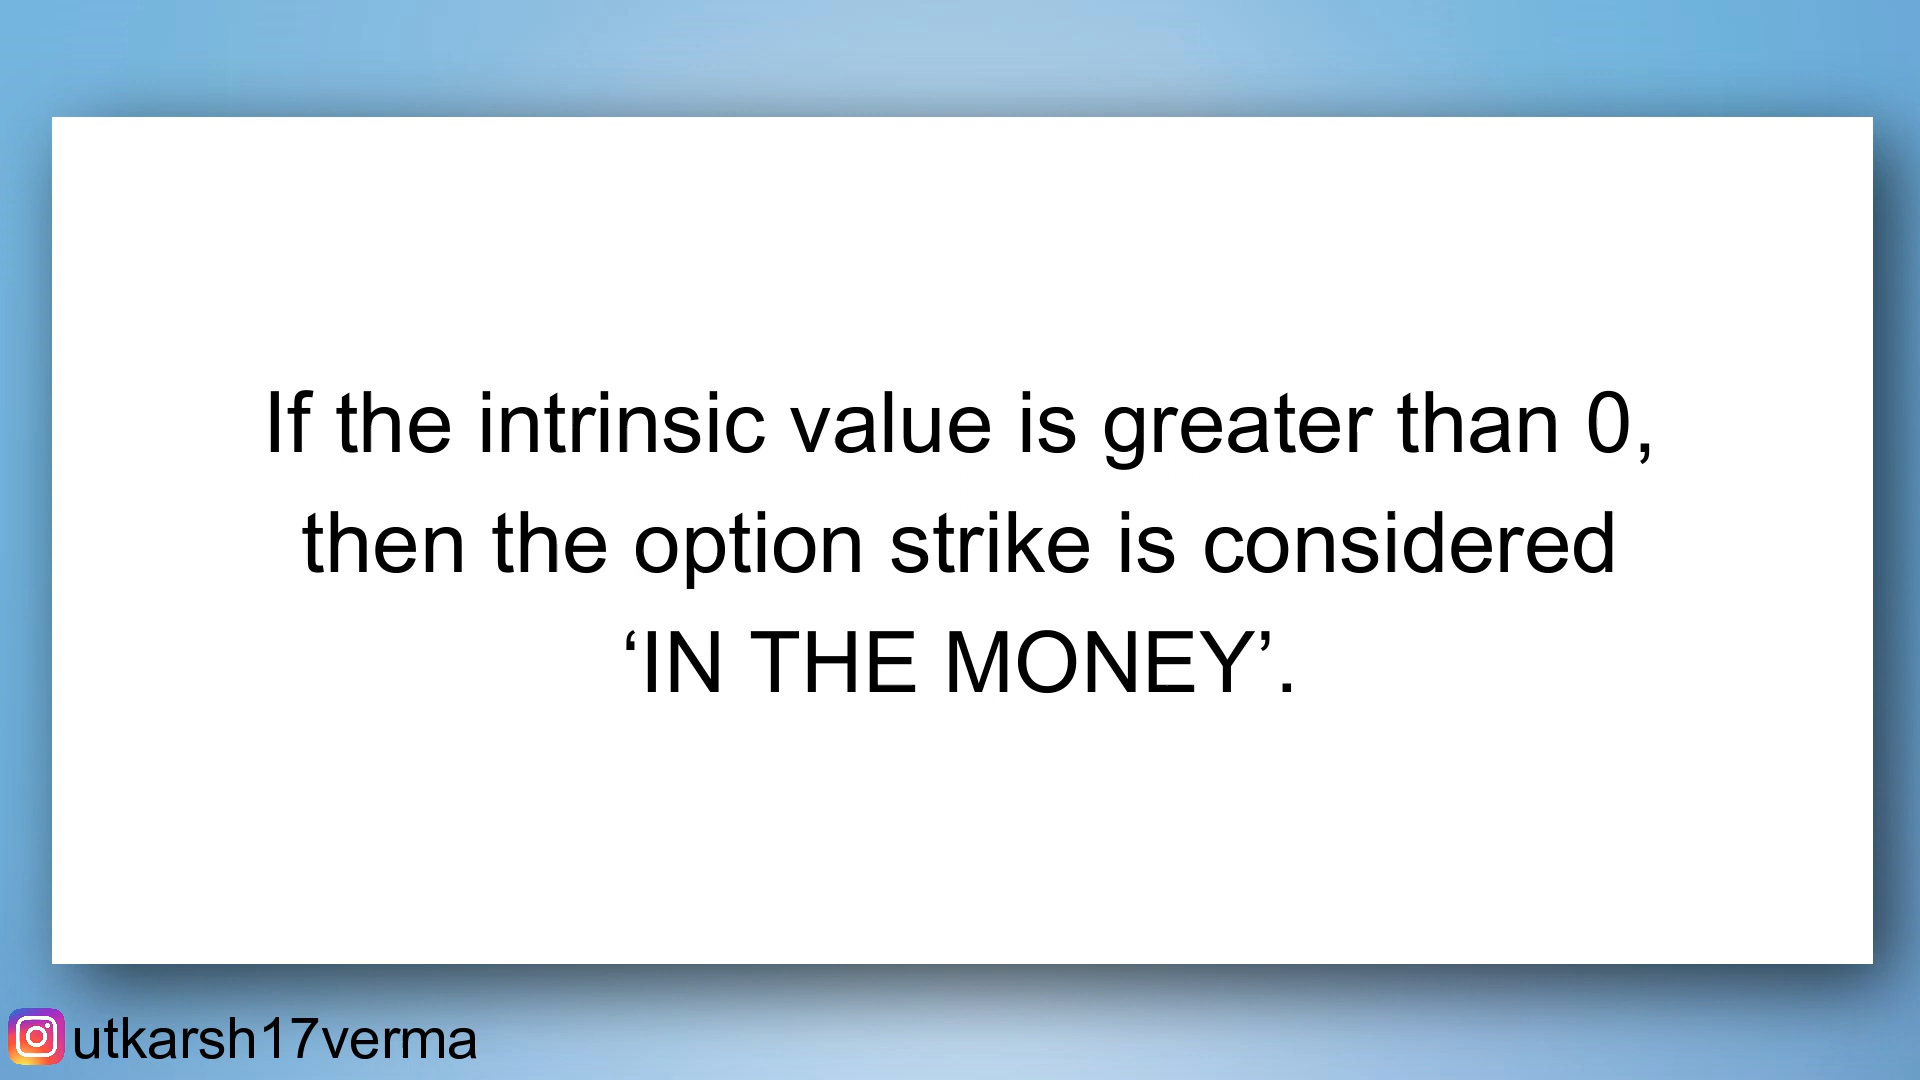 If the intrinsic value is greater than 0,
then the option strike is considered
‘IN THE MONEY’.
utkarsh17verma